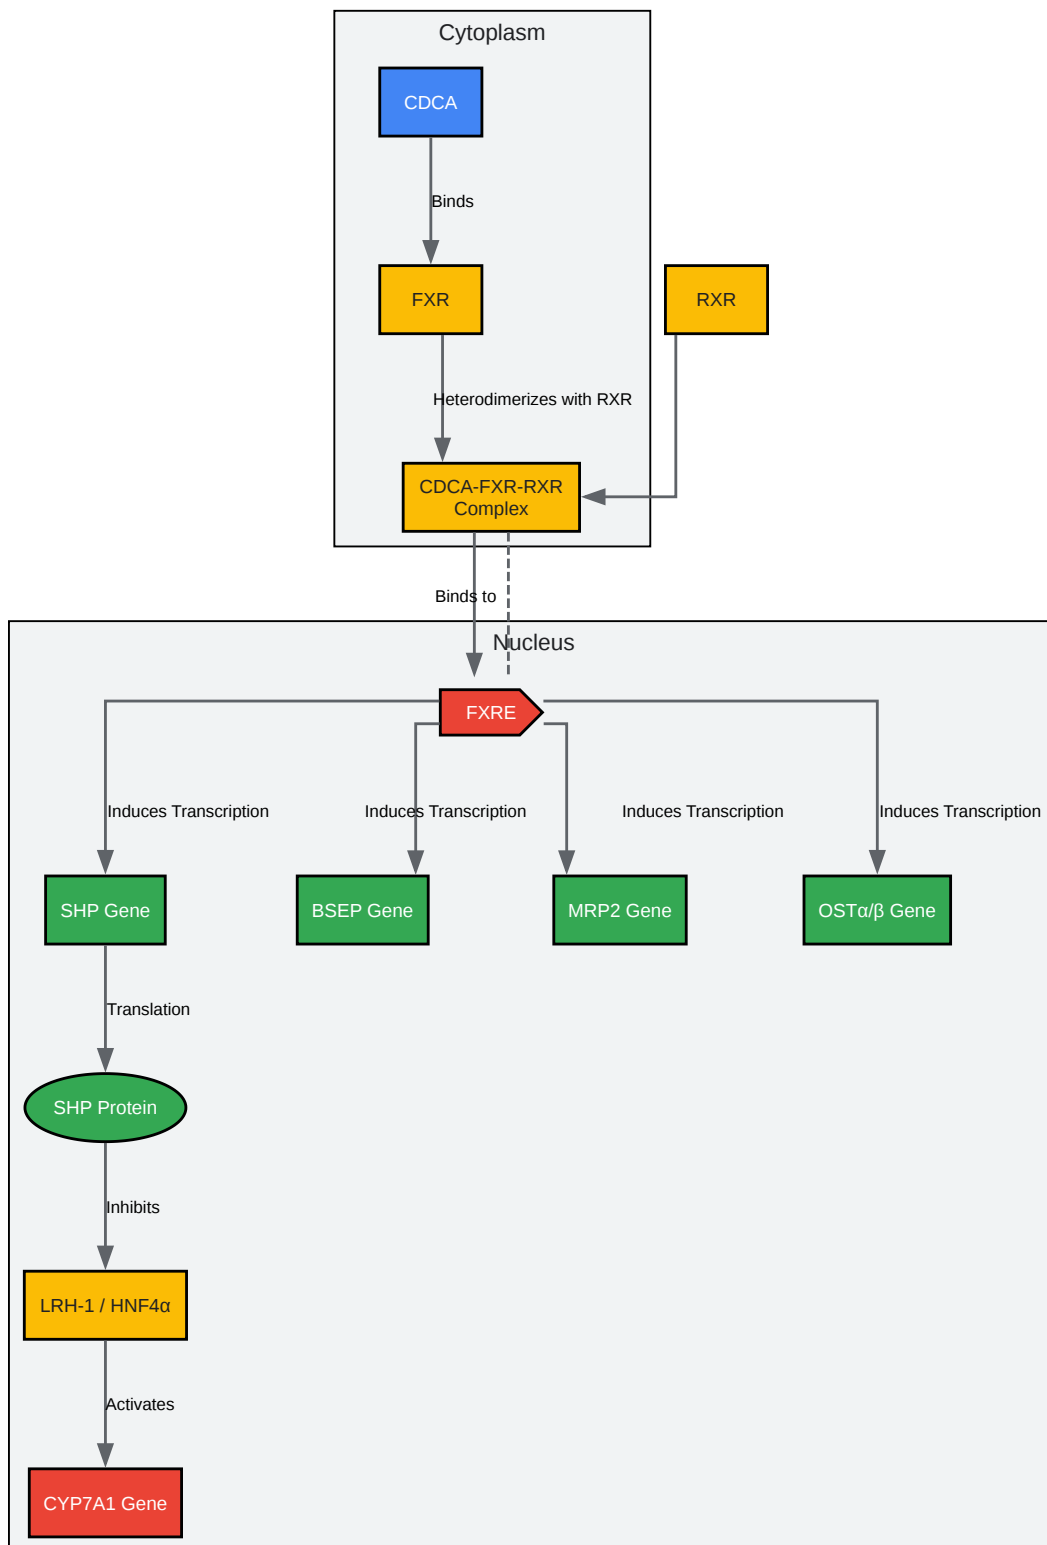 Cytoplasm
CDCA
Binds
FXR
RXR
Heterodimerizes with RXR
CDCA-FXR-RXR
Complex
Binds to
Nucleus
FXRE
Induces Transcription
Induces Transcription
Induces Transcription
Induces Transcription
SHP Gene
BSEP Gene
MRP2 Gene
OSTα/β Gene
Translation
SHP Protein
Inhibits
LRH-1 / HNF4α
Activates
CYP7A1 Gene